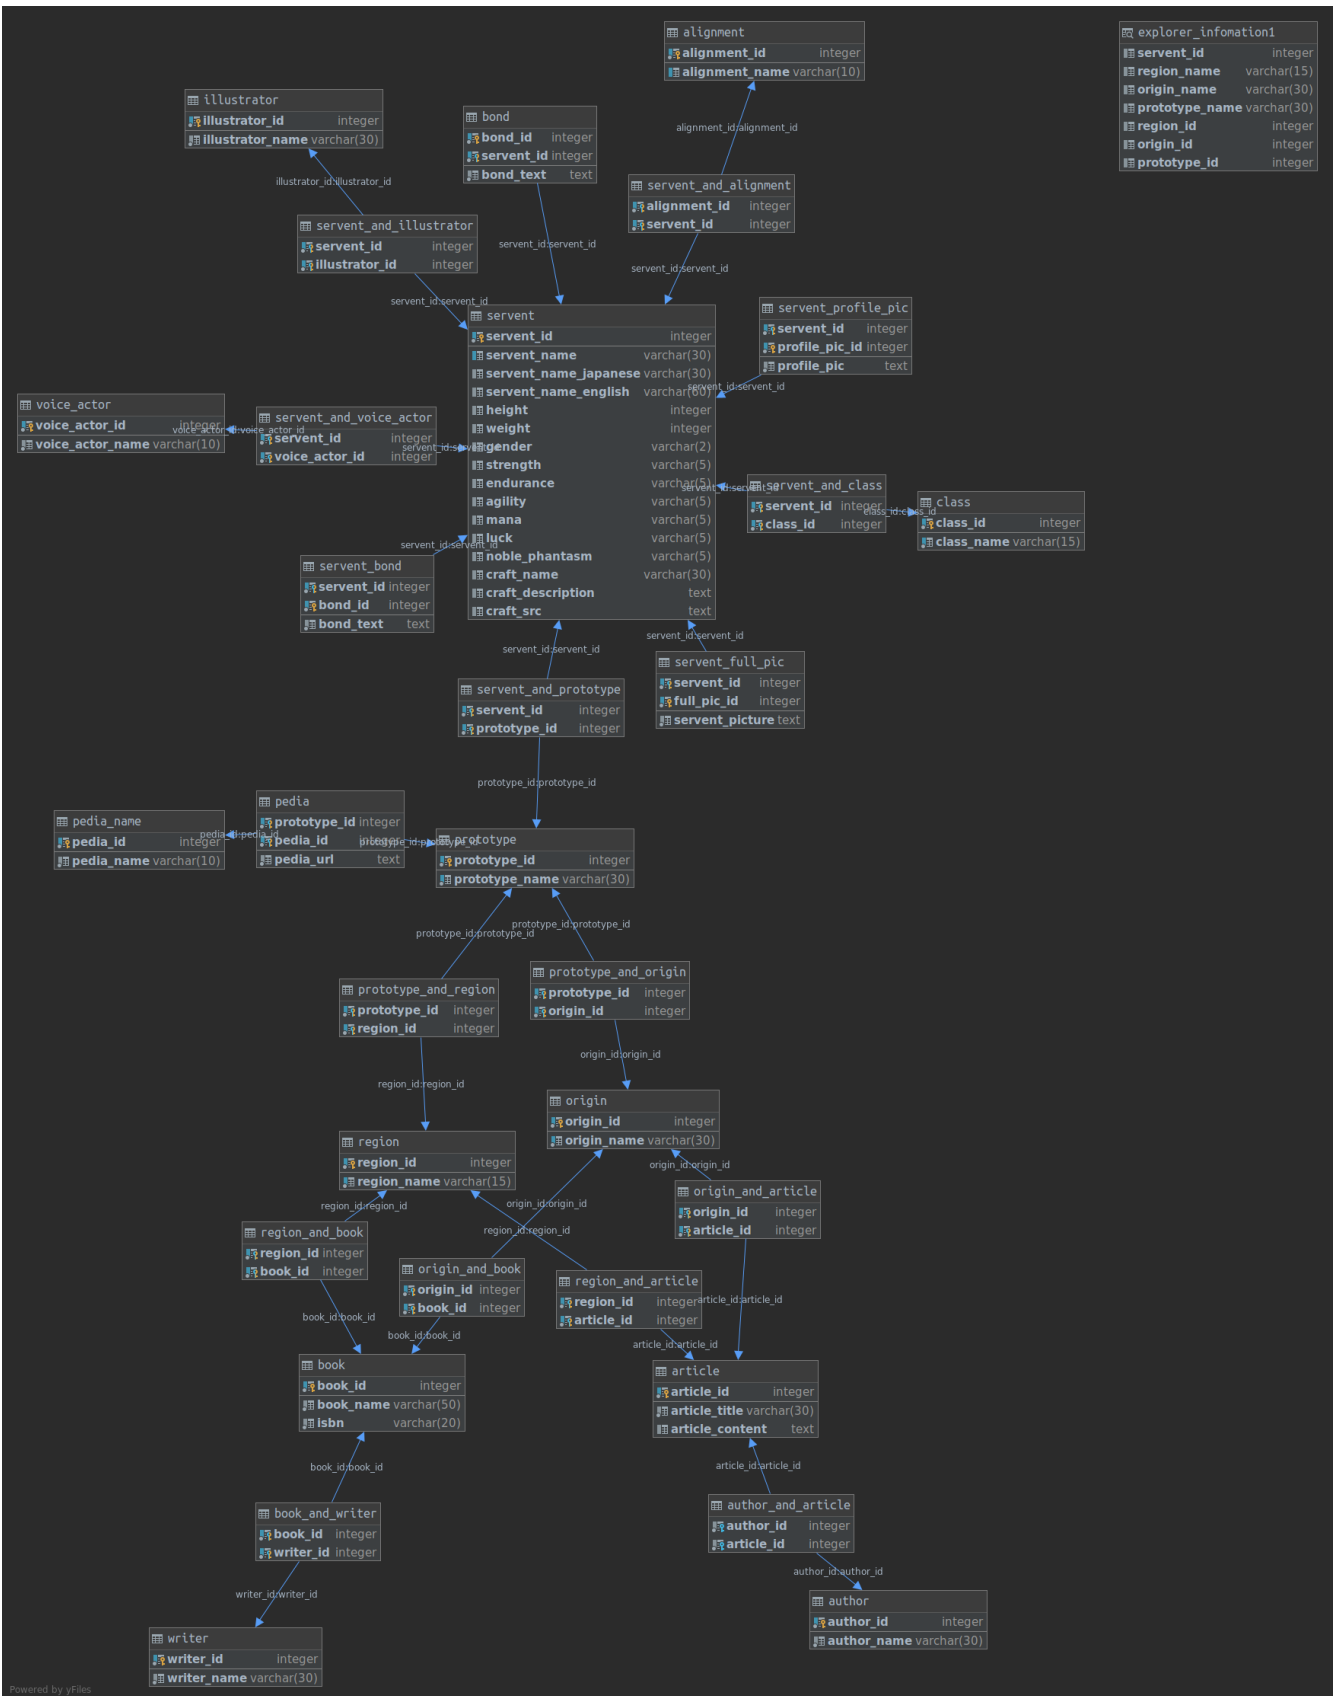 alignment
alignment_id integer
alignment_name varchar(10)
explorer_infomation1
servent_id integer
region_name varchar(15)
origin_name varchar(30)
prototype_name varchar(30)
region_id integer
origin_id integer
prototype_id integer
illustrator
illustrator_id integer
illustrator_name varchar(30)
bond
bond_id integer
servent_id integer
bond_text text
alignment_id:alignment_id
illustrator_id:illustrator_id
servent_and_alignment
alignment_id integer
servent_id integer
servent_and_illustrator
servent_id integer
illustrator_id integer
servent_id:servent_id
servent_id:servent_id
servent_id:servent_id
servent
servent_id integer
servent_name varchar(30)
servent_name_japanese varchar(30)
servent_name_english varchar(60)
height integer
weight integer
gender varchar(2)
strength varchar(5)
endurance varchar(5)
agility varchar(5)
mana varchar(5)
luck varchar(5)
noble_phantasm varchar(5)
craft_name varchar(30)
craft_description text
craft_src text
servent_profile_pic
servent_id integer
profile_pic_id integer
profile_pic text
servent_id:servent_id
voice_actor
voice_actor_id integer
voice_actor_name varchar(10)
voice_actor_id:voice_actor_id
servent_and_voice_actor
servent_id integer
voice_actor_id integer
servent_id:servent_id
servent_id:servent_id
servent_and_class
servent_id integer
class_id integer
class_id:class_id
class
class_id integer
class_name varchar(15)
servent_id:servent_id
servent_bond
servent_id integer
bond_id integer
bond_text text
servent_id:servent_id
servent_id:servent_id
servent_full_pic
servent_id integer
full_pic_id integer
servent_picture text
servent_and_prototype
servent_id integer
prototype_id integer
prototype_id:prototype_id
pedia_name
pedia_id integer
pedia_name varchar(10)
pedia_id:pedia_id
pedia
prototype_id integer
pedia_id integer
pedia_url text
prototype_id:prototype_id
prototype
prototype_id integer
prototype_name varchar(30)
prototype_id:prototype_id
prototype_id:prototype_id
prototype_and_region
prototype_id integer
region_id integer
prototype_and_origin
prototype_id integer
origin_id integer
origin_id:origin_id
region_id:region_id
origin
origin_id integer
origin_name varchar(30)
region
region_id integer
region_name varchar(15)
origin_id:origin_id
region_id:region_id
origin_id:origin_id
region_id:region_id
origin_and_article
origin_id integer
article_id integer
region_and_book
region_id integer
book_id integer
origin_and_book
origin_id integer
book_id integer
region_and_article
region_id integer
article_id integer
article_id:article_id
book_id:book_id
book_id:book_id
article_id:article_id
book
book_id integer
book_name varchar(50)
isbn varchar(20)
article
article_id integer
article_title varchar(30)
article_content text
book_id:book_id
article_id:article_id
book_and_writer
book_id integer
writer_id integer
author_and_article
author_id integer
article_id integer
author_id:author_id
writer_id:writer_id
author
author_id integer
author_name varchar(30)
writer
writer_id integer
writer_name varchar(30)
Powered by yFiles